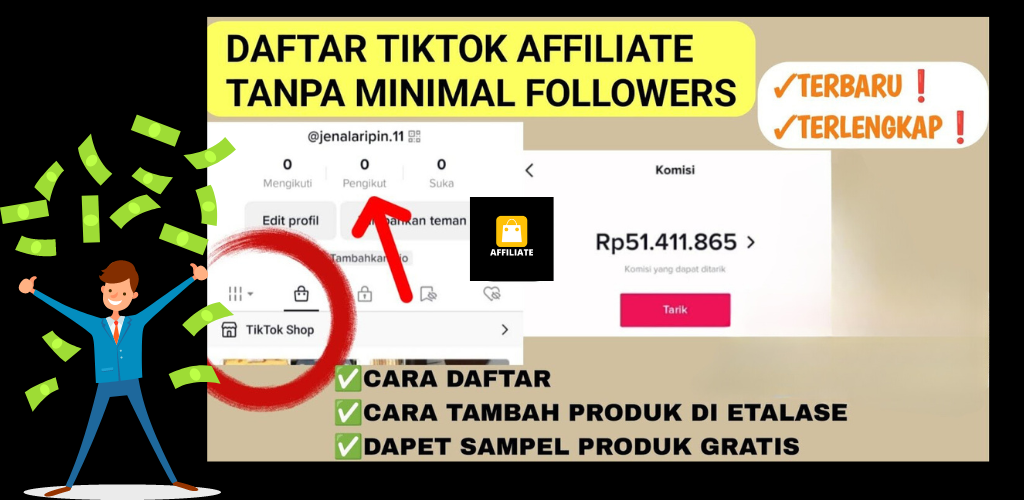 DAFTAR TIKTOK AFFILIATE
TANPA MINIMAL FOLLOWERS
✓TERBARU❗
✓TERLENGKAP❗
@jenalaripin.11
0 0 0
Mengikuti Pengikut Suka
Edit profil teman
TikTok Shop
AFFILIATE
Komisi
Rp51.411.865
Komisi yang dapat ditarik
Tarik
✅CARA DAFTAR
✅CARA TAMBAH PRODUK DI ETALASE
✅DAPET SAMPEL PRODUK GRATIS